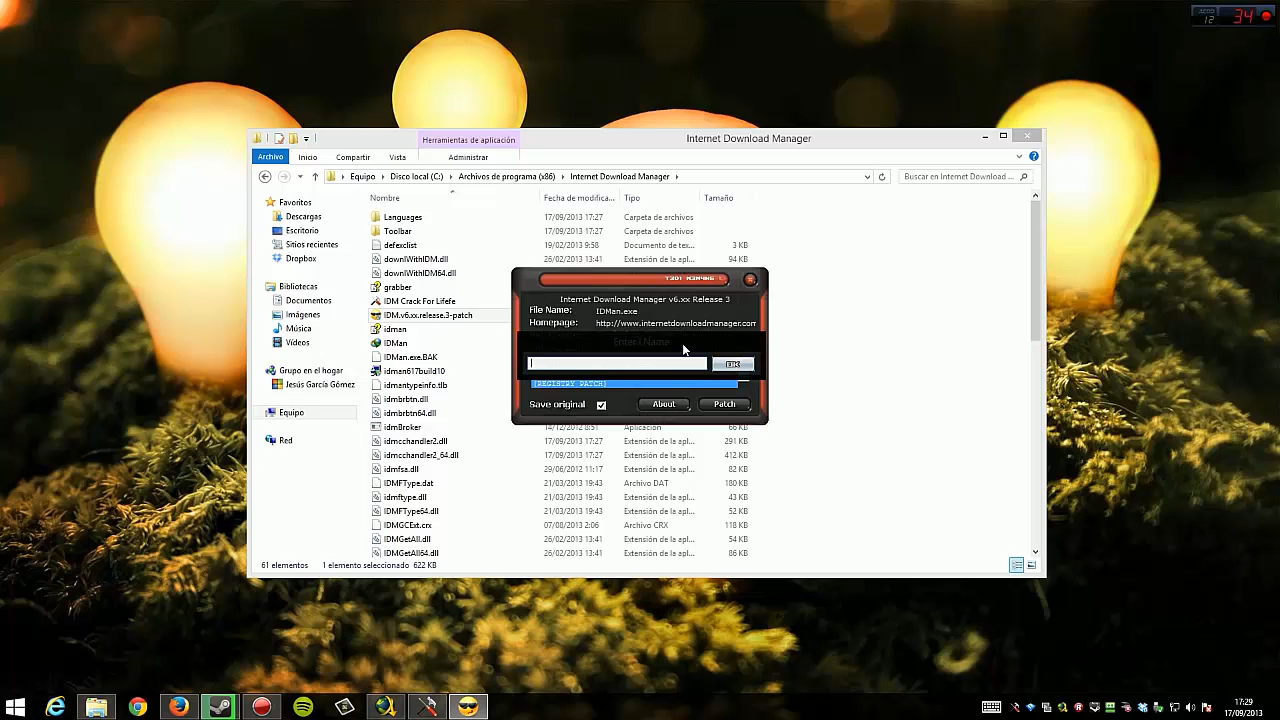 AERO
12
34
Herramientas de aplicación
Internet Download Manager
Archivo Inicio Compartir Vista Administrar
Equipo Disco local (C:) Archivos de programa (x86) Internet Download Manager
Buscar en Internet Download ...
Nombre Fecha de modifica... Tipo Tamaño
Favoritos
Descargas
Escritorio
Sitios recientes
Dropbox
Bibliotecas
Documentos
Imágenes
Música
Vídeos
Grupo en el hogar
Jesús García Gómez
Equipo
Red
Languages 17/09/2013 17:27 Carpeta de archivos
Toolbar 17/09/2013 17:27 Carpeta de archivos
defexclist 19/02/2013 9:58 Documento de tex... 3 KB
downlWithIDM.dll 26/02/2013 13:41 Extensión de la apl... 94 KB
downlWithIDM64.dll
grabber
IDM Crack For Lifefe
IDM.v6.xx.release.3-patch
idman
IDMan
IDMan.exe.BAK
idman617build10
idmantypeinfo.tlb
idmbrbtn.dll
idmbrbtn64.dll
idmBroker 14/12/2012 8:51 Aplicación 66 KB
idmcchandler2.dll 17/09/2013 17:27 Extensión de la apl... 291 KB
idmcchandler2_64.dll 17/09/2013 17:27 Extensión de la apl... 412 KB
idmfsa.dll 29/06/2012 11:17 Extensión de la apl... 82 KB
IDMFType.dat 21/03/2013 19:43 Archivo DAT 180 KB
idmftype.dll 21/03/2013 19:43 Extensión de la apl... 43 KB
IDMFType64.dll 21/03/2013 19:43 Extensión de la apl... 52 KB
IDMGCExt.crx 07/08/2013 2:06 Archivo CRX 118 KB
IDMGetAll.dll 26/02/2013 13:41 Extensión de la apl... 54 KB
IDMGetAll64.dll 26/02/2013 13:41 Extensión de la apl... 86 KB
61 elementos 1 elemento seleccionado 622 KB
Internet Download Manager v6.xx Release 3
File Name: IDMan.exe
Homepage: http://www.internetdownloadmanager.com
OK
{REGISTRY PATCH}
Save original About Patch
17:29
17/09/2013